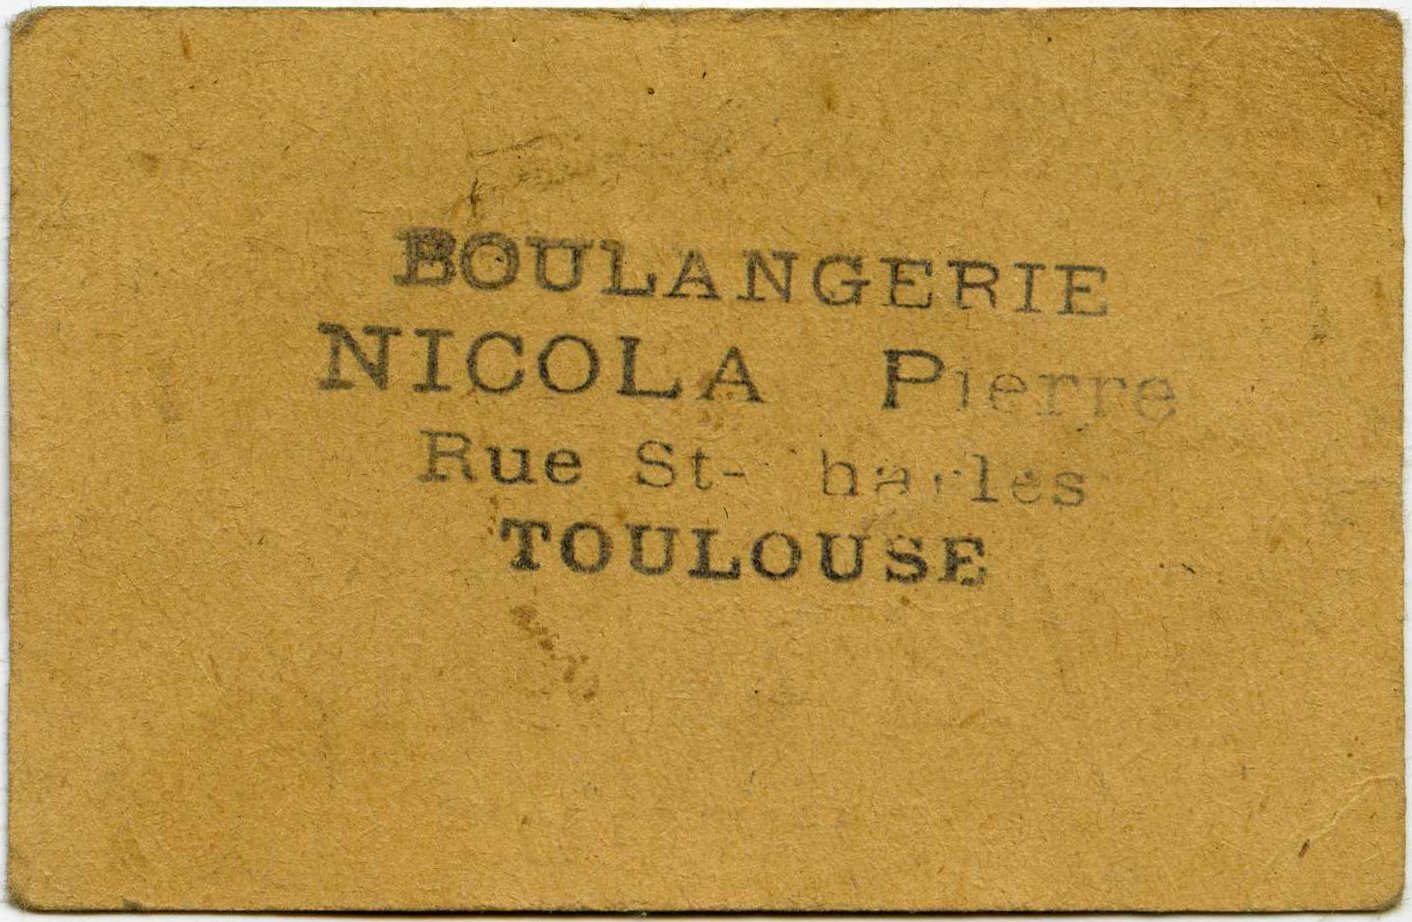 BOULANGERIE
NICOLA Pierre
Rue St- harles
TOULOUSE